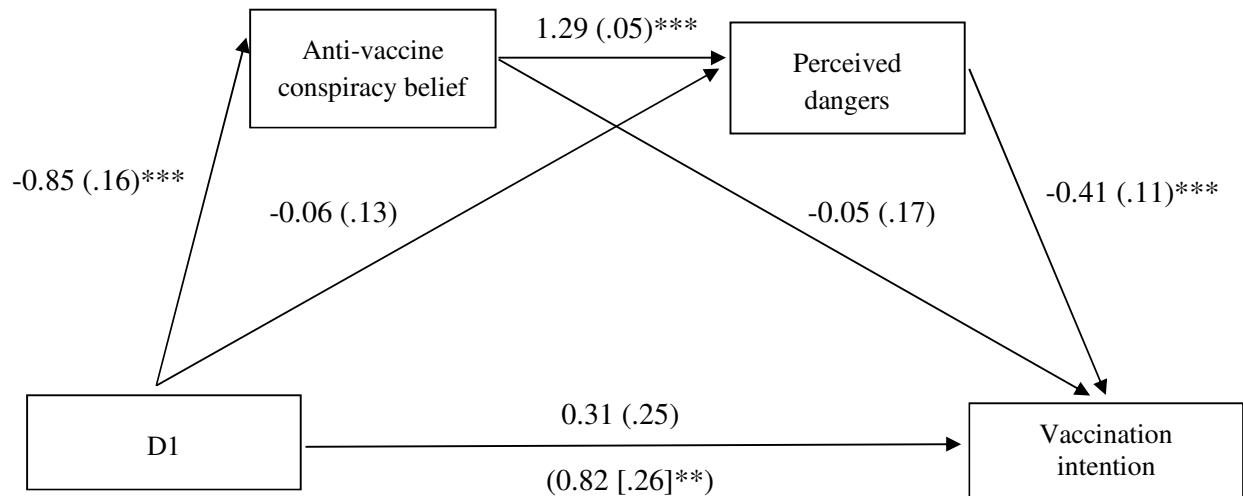 1.29 (.05)***
Anti-vaccine
conspiracy belief
Perceived
dangers
-0.85 (.16)***
-0.06 (.13)
-0.05 (.17)
-0.41 (.11)***
D1
0.31 (.25)
(0.82 [.26]**)
Vaccination
intention